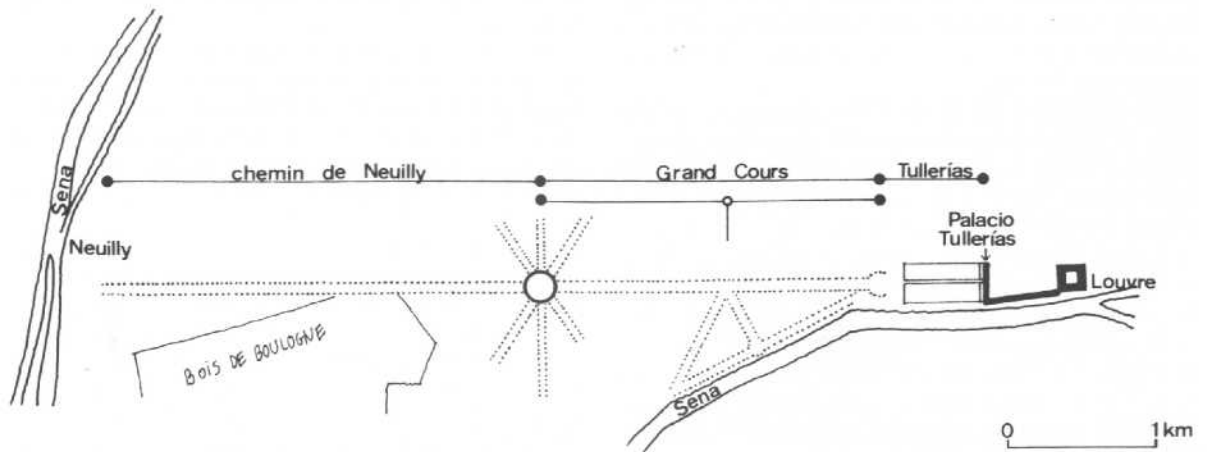 chemin de Neuilly
Grand Cours
Tullerías
Sena
Neuilly
Palacio
Tullerías
Louvre
BOIS DE BOULOGNE
Sena
0 1 km